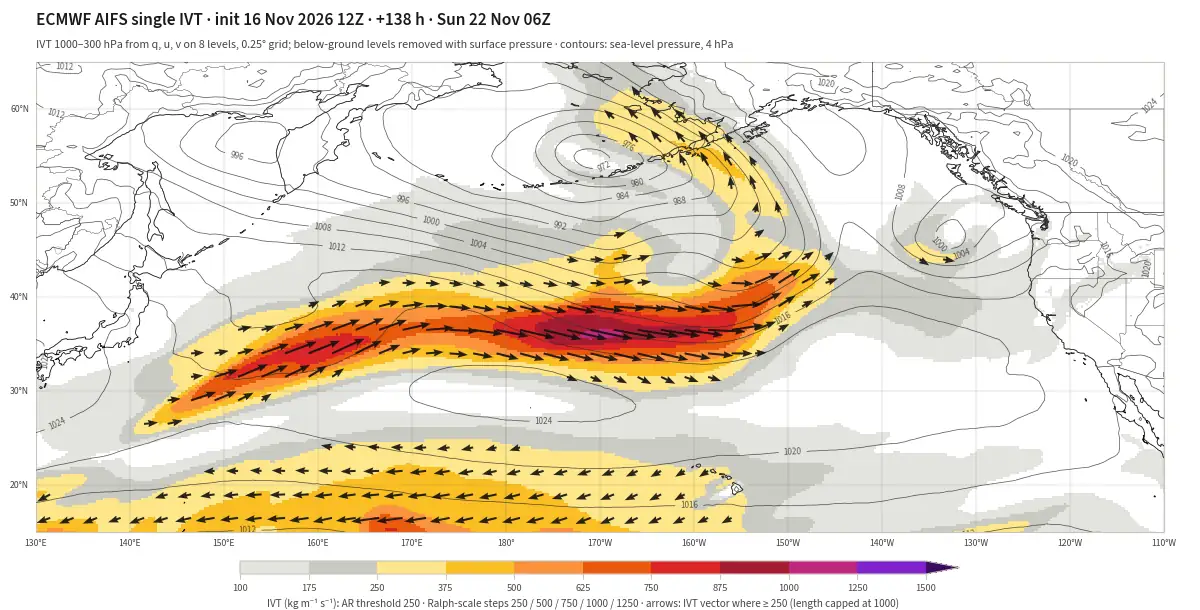 ECMWF AIFS single IVT · init 16 Nov 2026 12Z · +138 h · Sun 22 Nov 06Z
IVT 1000–300 hPa from q, u, v on 8 levels, 0.25° grid; below-ground levels removed with surface pressure · contours: sea-level pressure, 4 hPa
1012
1020
1024
60°N
1012
996
976
972
1020
980
984
988
996
1008
50°N
1000
992
1008
1012
1004
1000
1004
1016
1020
40°N
1016
30°N
1024
1024
1020
20°N
1016
1012
130°E 140°E 150°E 160°E 170°E 180° 170°W 160°W 150°W 140°W 130°W 120°W 110°W
100 175 250 375 500 625 750 875 1000 1250 1500
IVT (kg m⁻¹ s⁻¹): AR threshold 250 · Ralph-scale steps 250 / 500 / 750 / 1000 / 1250 · arrows: IVT vector where ≥ 250 (length capped at 1000)